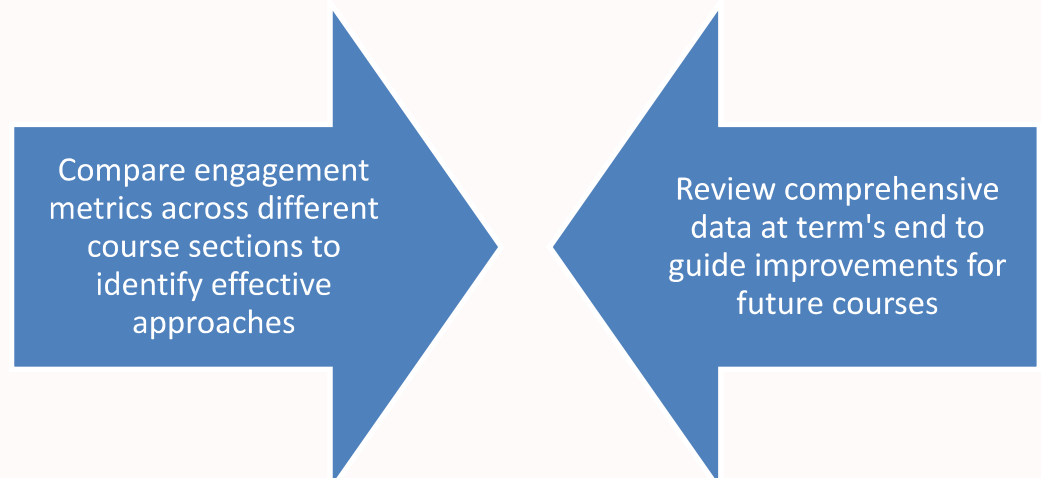 Compare engagement
metrics across different
course sections to
identify effective
approaches
Review comprehensive
data at term's end to
guide improvements for
future courses